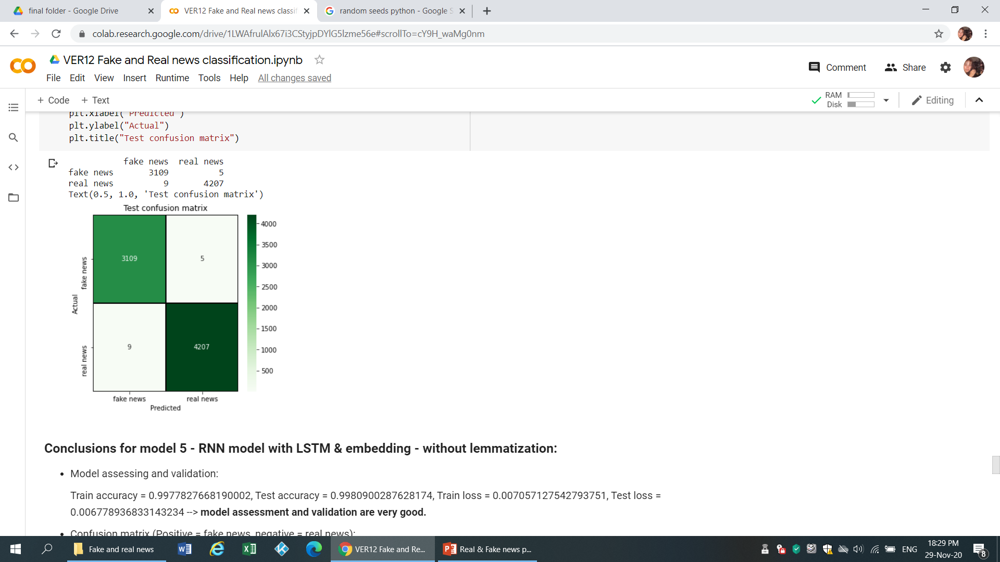 final folder - Google Drive
VER12 Fake and Real news classif
random seeds python - Google S
colab.research.google.com/drive/1LWAfrulAlx67i3CStyjpDYlG5lzme56e#scrollTo=cY9H_waMg0nm
VER12 Fake and Real news classification.ipynb
Comment
Share
File Edit View Insert Runtime Tools Help All changes saved
+ Code + Text
RAM
Disk
Editing
plt.xlabel("Predicted")
plt.ylabel("Actual")
plt.title("Test confusion matrix")
fake news real news
fake news 3109 5
real news 9 4207
Text(0.5, 1.0, 'Test confusion matrix')
Test confusion matrix
3109
5
9
4207
fake news
real news
Actual
fake news
real news
Predicted
4000
3500
3000
2500
2000
1500
1000
500
Conclusions for model 5 - RNN model with LSTM & embedding - without lemmatization:
• Model assessing and validation:
Train accuracy = 0.9977827668190002, Test accuracy = 0.9980900287628174, Train loss = 0.007057127542793751, Test loss =
0.006778936833143234 --> model assessment and validation are very good.
• Confusion matrix (Positive = fake news, negative = real news):
Fake and real news
VER12 Fake and Re...
Real & Fake news p...
ENG
18:29 PM
29-Nov-20
8